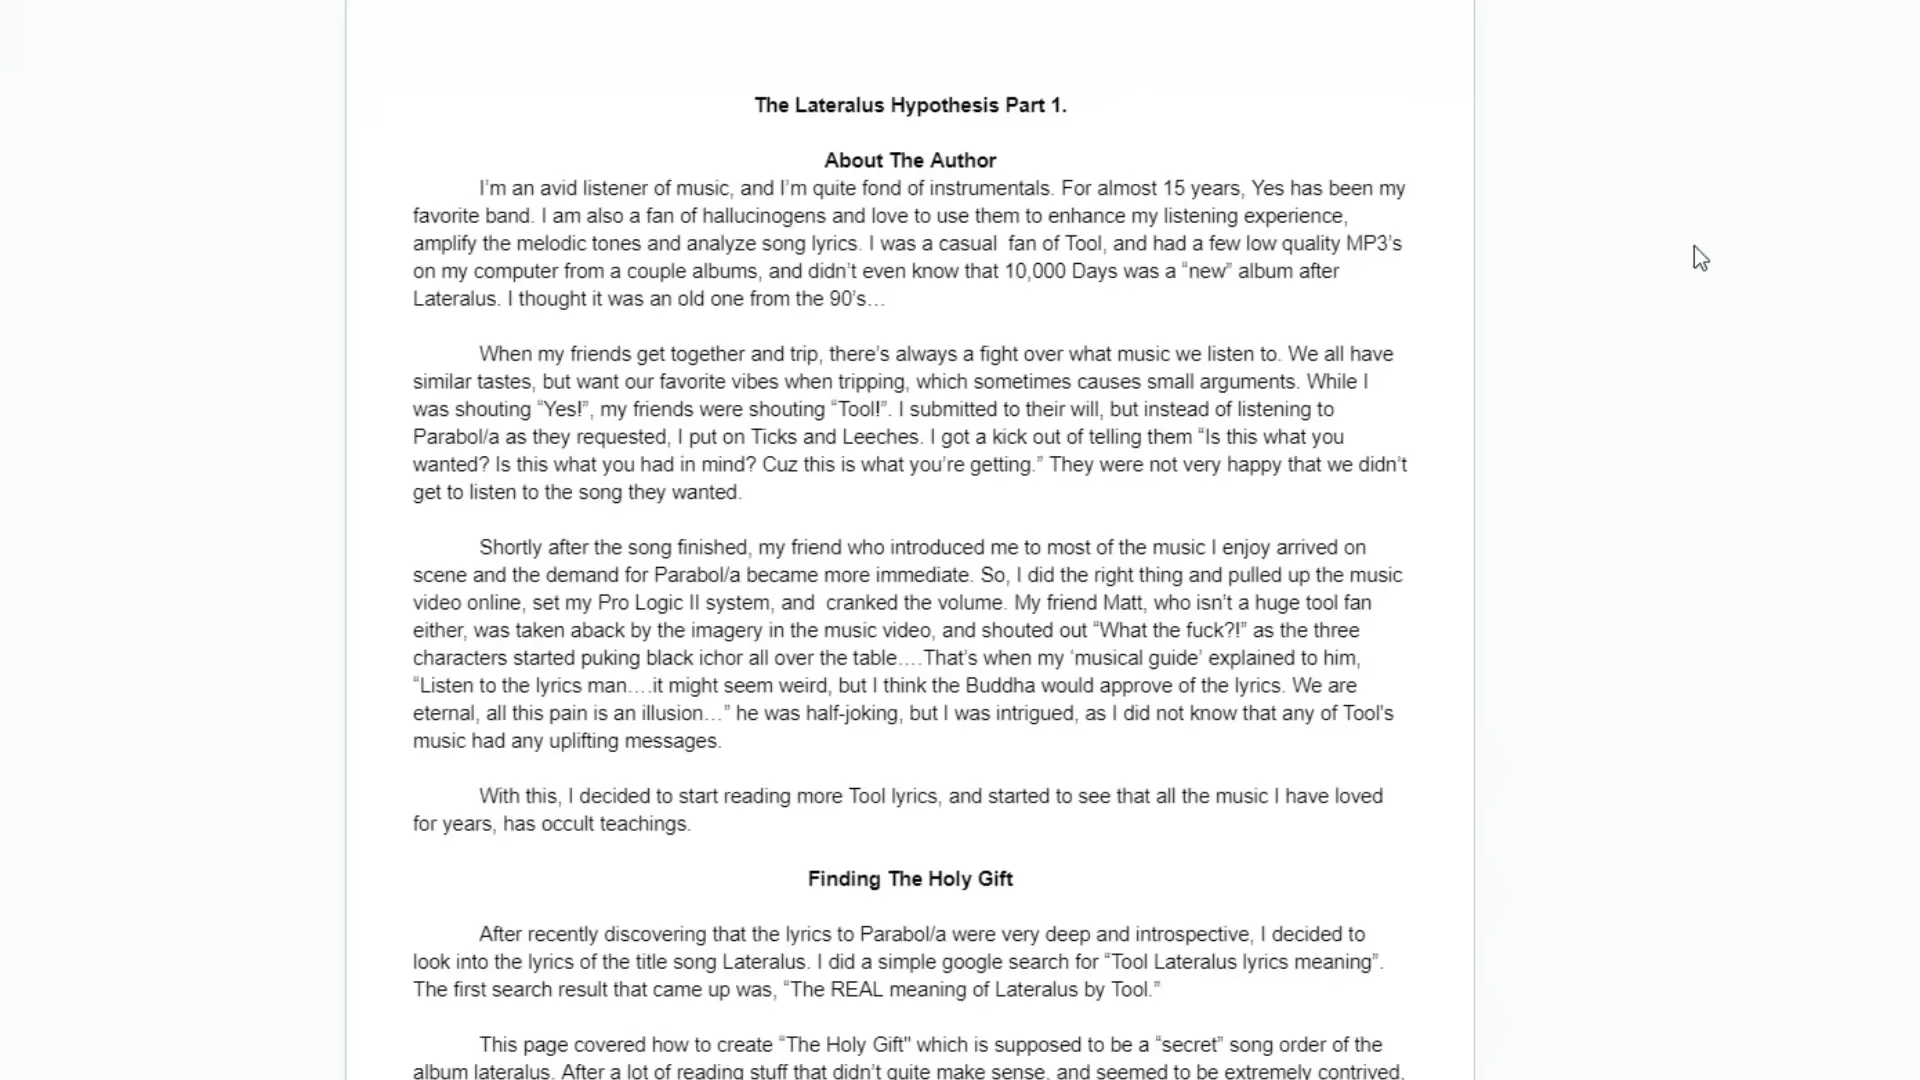 The Lateralus Hypothesis Part 1.
About The Author
I'm an avid listener of music, and I'm quite fond of instrumentals. For almost 15 years, Yes has been my
favorite band. I am also a fan of hallucinogens and love to use them to enhance my listening experience,
amplify the melodic tones and analyze song lyrics. I was a casual  fan of Tool, and had a few low quality MP3's
on my computer from a couple albums, and didn't even know that 10,000 Days was a “new” album after
Lateralus. I thought it was an old one from the 90's…
When my friends get together and trip, there's always a fight over what music we listen to. We all have
similar tastes, but want our favorite vibes when tripping, which sometimes causes small arguments. While I
was shouting “Yes!”, my friends were shouting “Tool!”. I submitted to their will, but instead of listening to
Parabol/a as they requested, I put on Ticks and Leeches. I got a kick out of telling them “Is this what you
wanted? Is this what you had in mind? Cuz this is what you're getting.” They were not very happy that we didn't
get to listen to the song they wanted.
Shortly after the song finished, my friend who introduced me to most of the music I enjoy arrived on
scene and the demand for Parabol/a became more immediate. So, I did the right thing and pulled up the music
video online, set my Pro Logic II system, and  cranked the volume. My friend Matt, who isn't a huge tool fan
either, was taken aback by the imagery in the music video, and shouted out “What the fuck?!” as the three
characters started puking black ichor all over the table….That's when my ‘musical guide’ explained to him,
“Listen to the lyrics man….it might seem weird, but I think the Buddha would approve of the lyrics. We are
eternal, all this pain is an illusion…” he was half-joking, but I was intrigued, as I did not know that any of Tool's
music had any uplifting messages.
With this, I decided to start reading more Tool lyrics, and started to see that all the music I have loved
for years, has occult teachings.
Finding The Holy Gift
After recently discovering that the lyrics to Parabol/a were very deep and introspective, I decided to
look into the lyrics of the title song Lateralus. I did a simple google search for “Tool Lateralus lyrics meaning”.
The first search result that came up was, “The REAL meaning of Lateralus by Tool.”
This page covered how to create “The Holy Gift" which is supposed to be a “secret” song order of the
album lateralus. After a lot of reading stuff that didn't quite make sense, and seemed to be extremely contrived,